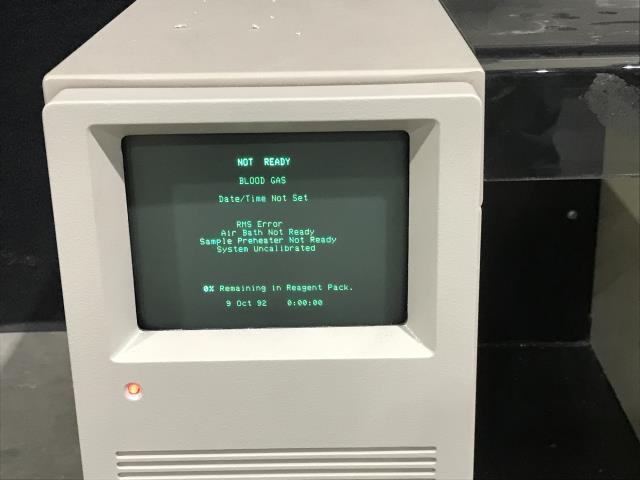 NOT READY
BLOOD GAS
Date/Time Not Set
RMS Error
Air Bath Not Ready
Sample Preheater Not Ready
System Uncalibrated
0% Remaining in Reagent Pack.
9 Oct 92 0:00:00